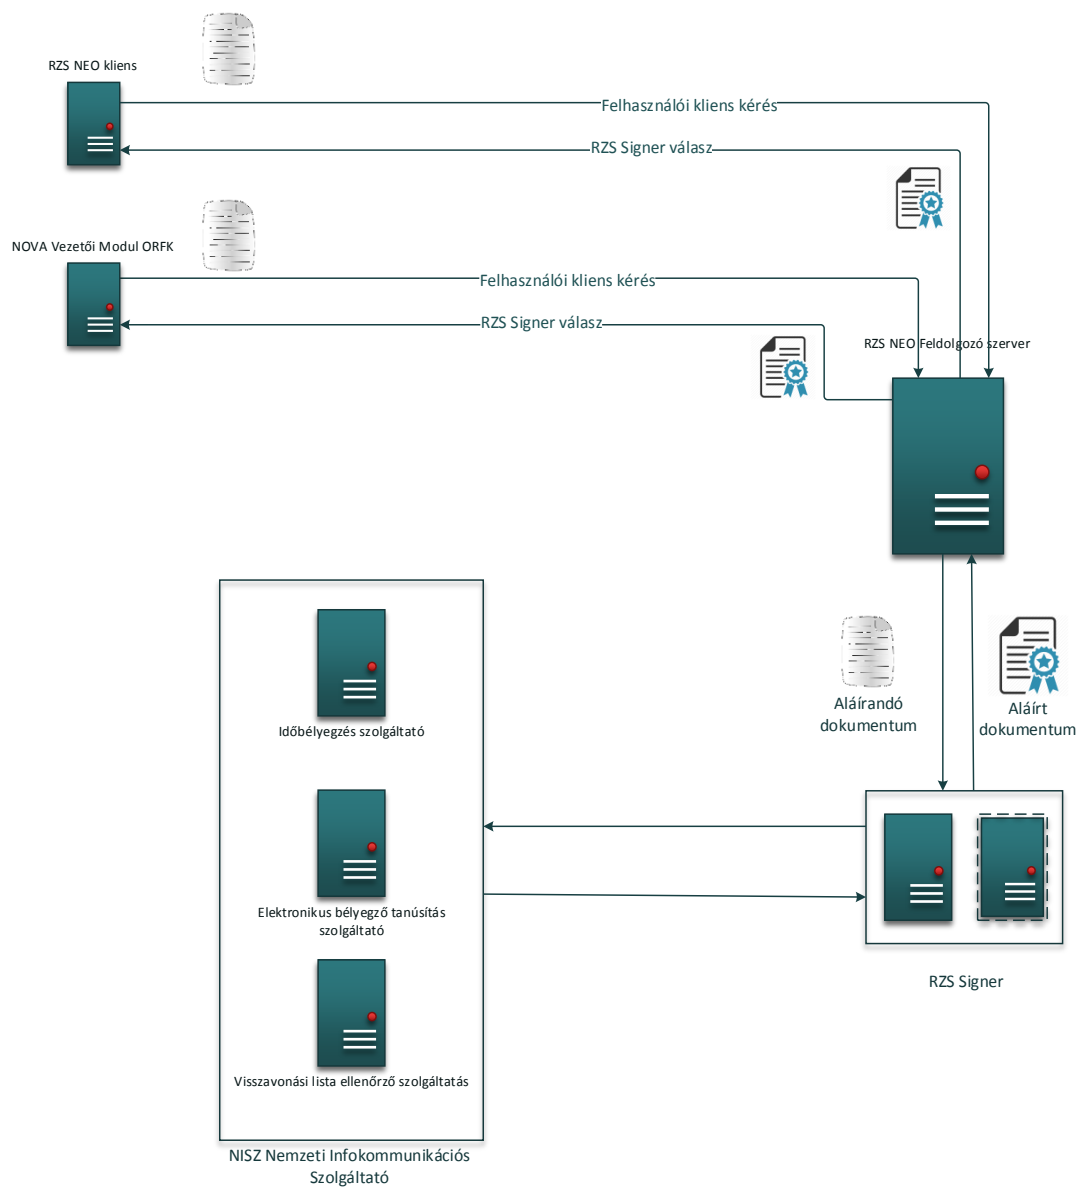 RZS NEO kliens
Felhasználói kliens kérés
RZS Signer válasz
NOVA Vezetői Modul ORFK
Felhasználói kliens kérés
RZS Signer válasz
RZS NEO Feldolgozó szerver
Aláírandó
dokumentum
Aláírt
dokumentum
Időbélyegzés szolgáltató
Elektronikus bélyegző tanúsítás
szolgáltató
RZS Signer
Visszavonási lista ellenőrző szolgáltatás
NISZ Nemzeti Infokommunikációs
Szolgáltató